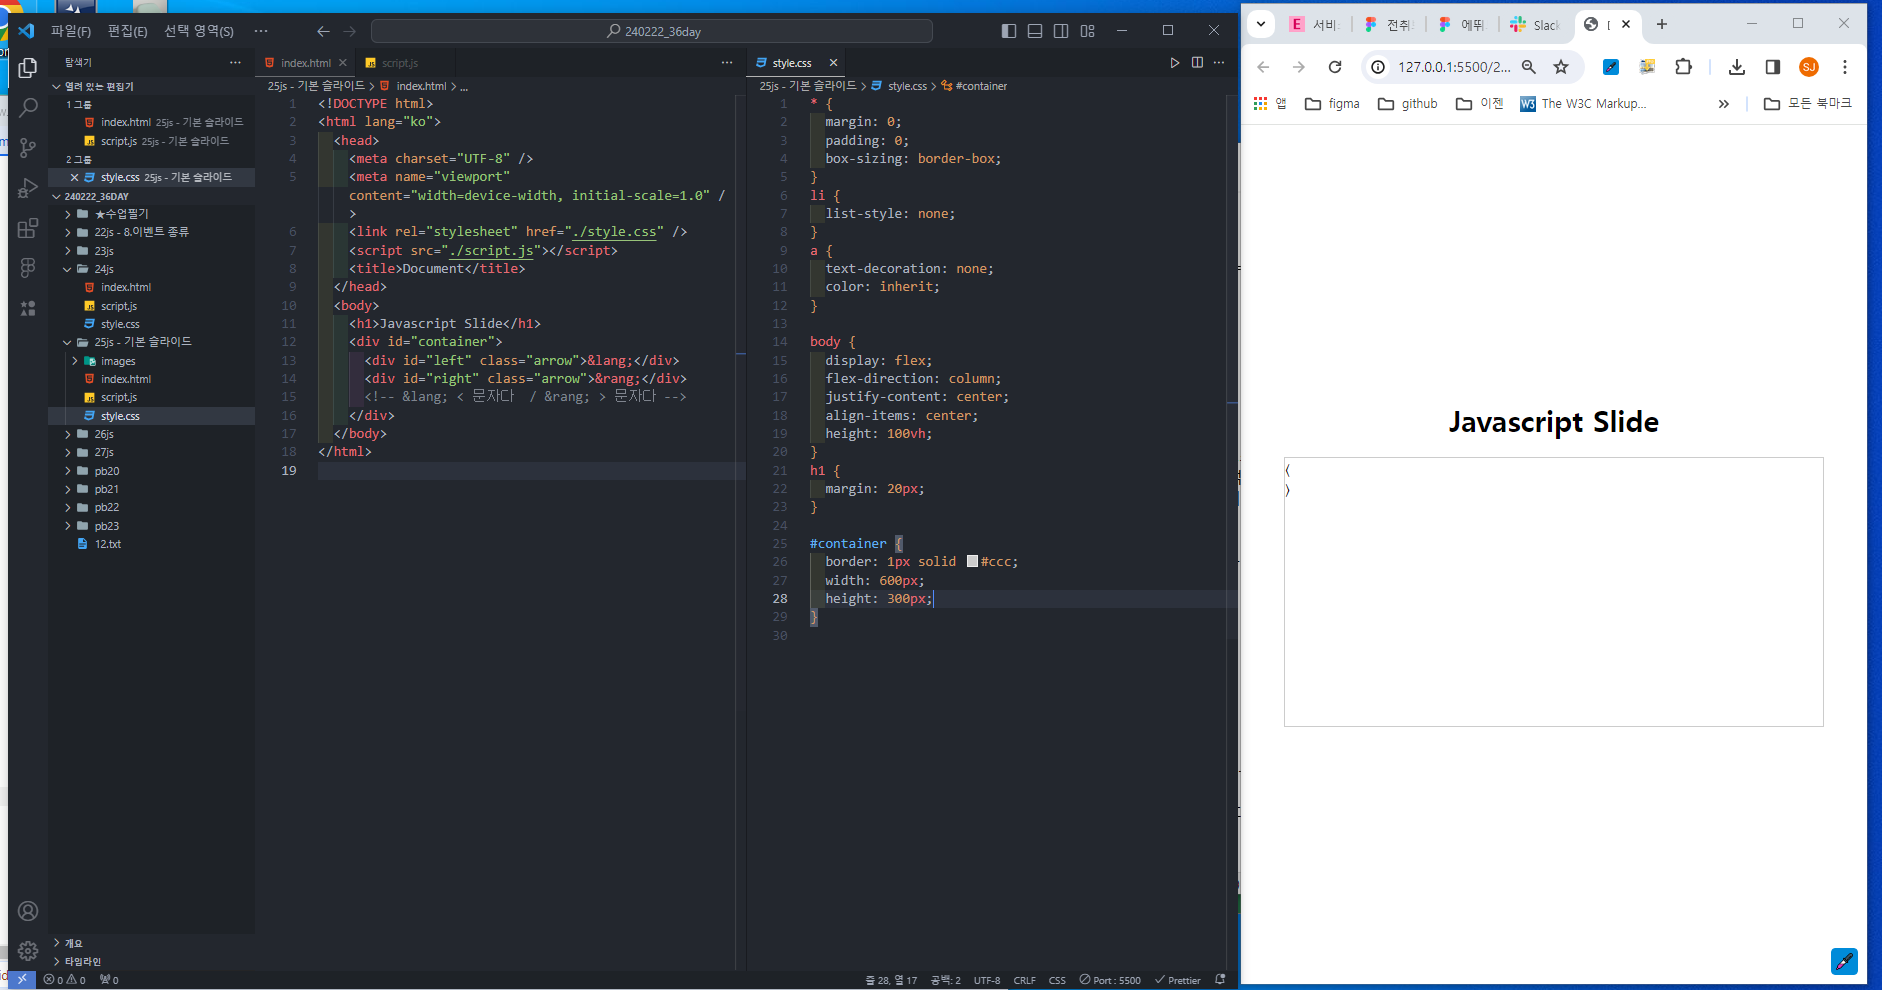 파일(F) 편집(E) 선택 영역(S) ··· 240222_36day
탐색기 ···
열려 있는 편집기
1 그룹
index.html 25js - 기본 슬라이드
script.js 25js - 기본 슬라이드
2 그룹
style.css 25js - 기본 슬라이드
240222_36DAY
★수업필기
22js - 8.이벤트 종류
23js
24js
index.html
script.js
style.css
25js - 기본 슬라이드
images
index.html
script.js
style.css
26js
27js
pb20
pb21
pb22
pb23
12.txt
개요
타임라인
index.html script.js ···
25js - 기본 슬라이드 > index.html > ...
1 <!DOCTYPE html>
2 <html lang="ko">
3 <head>
4 <meta charset="UTF-8" />
5 <meta name="viewport"
content="width=device-width, initial-scale=1.0" /
>
6 <link rel="stylesheet" href="./style.css" />
7 <script src="./script.js"></script>
8 <title>Document</title>
9 </head>
10 <body>
11 <h1>Javascript Slide</h1>
12 <div id="container">
13 <div id="left" class="arrow">&lang;</div>
14 <div id="right" class="arrow">&rang;</div>
15 <!-- &lang; < 문자다 / &rang; > 문자다 -->
16 </div>
17 </body>
18 </html>
19
style.css ···
25js - 기본 슬라이드 > style.css > #container
1 * {
2 margin: 0;
3 padding: 0;
4 box-sizing: border-box;
5 }
6 li {
7 list-style: none;
8 }
9 a {
10 text-decoration: none;
11 color: inherit;
12 }
13
14 body {
15 display: flex;
16 flex-direction: column;
17 justify-content: center;
18 align-items: center;
19 height: 100vh;
20 }
21 h1 {
22 margin: 20px;
23 }
24
25 #container {
26 border: 1px solid #ccc;
27 width: 600px;
28 height: 300px;
29 }
30
0 0 0 줄 28, 열 17 공백: 2 UTF-8 CRLF CSS Port : 5500 Prettier
E 서비 전취 에뛰 Slack
127.0.0.1:5500/2... SJ
앱 figma github 이젠 W3 The W3C Markup... » 모든 북마크
Javascript Slide
⟨
⟩